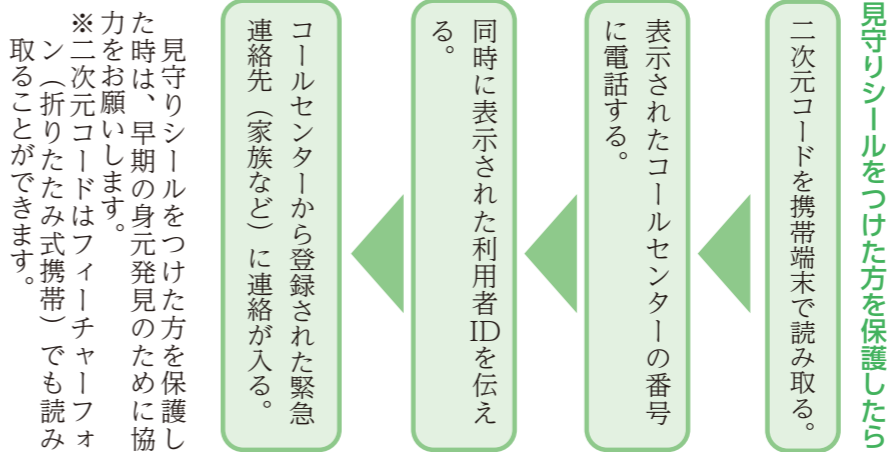 見守りシールをつけた方を保護したら
二次元コードを携帯端末で読み取る。
表示されたコールセンターの番号
に電話する。
同時に表示された利用者IDを伝え
る。
コールセンターから登録された緊急
連絡先（家族など）に連絡が入る。
見守りシールをつけた方を保護し
た時は、早期の身元発見のために協
力をお願いします。
※二次元コードはフィーチャーフォ
ン（折りたたみ式携帯）でも読み
取ることができます。